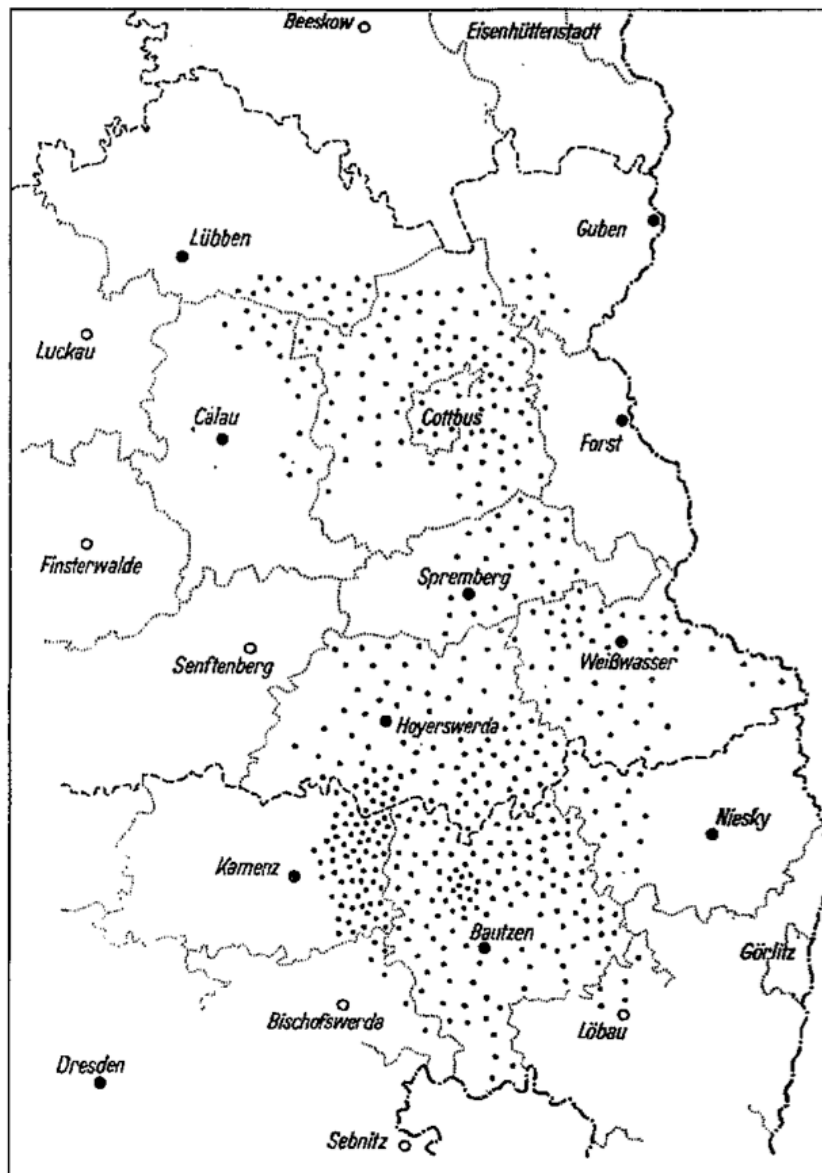 Beeskow
Eisenhüttenstadt
Guben
Lübben
Luckau
Calau
Cottbus
Forst
Finsterwalde
Spremberg
Senftenberg
Weißwasser
Hoyerswerda
Niesky
Kamenz
Bautzen
Görlitz
Bischofswerda
Löbau
Dresden
Sebnitz